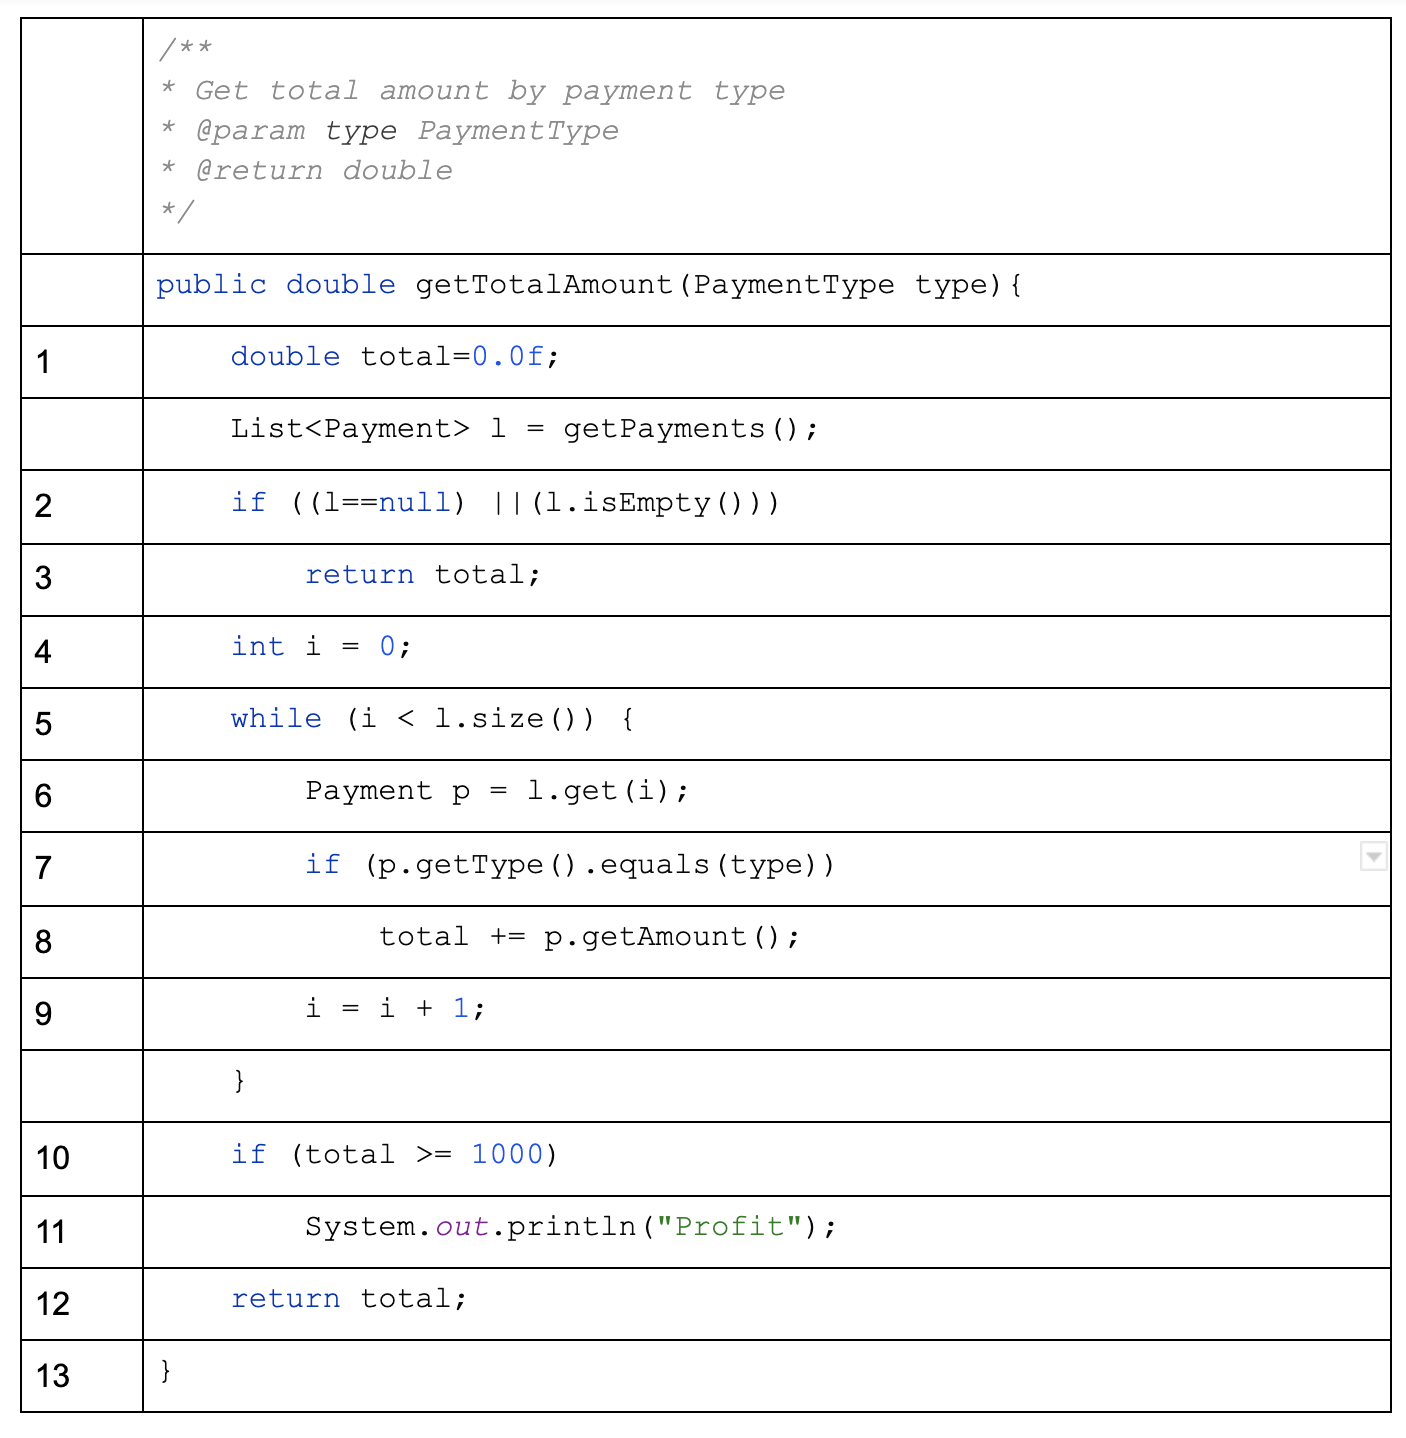 /**
* Get total amount by payment type
* @param type PaymentType
* @return double
*/
public double getTotalAmount(PaymentType type){
1 double total=0.0f;
List<Payment> l = getPayments();
2 if ((l==null) ||(l.isEmpty()))
3 return total;
4 int i = 0;
5 while (i < l.size()) {
6 Payment p = l.get(i);
7 if (p.getType().equals(type))
8 total += p.getAmount();
9 i = i + 1;
}
10 if (total >= 1000)
11 System.out.println("Profit");
12 return total;
13 }